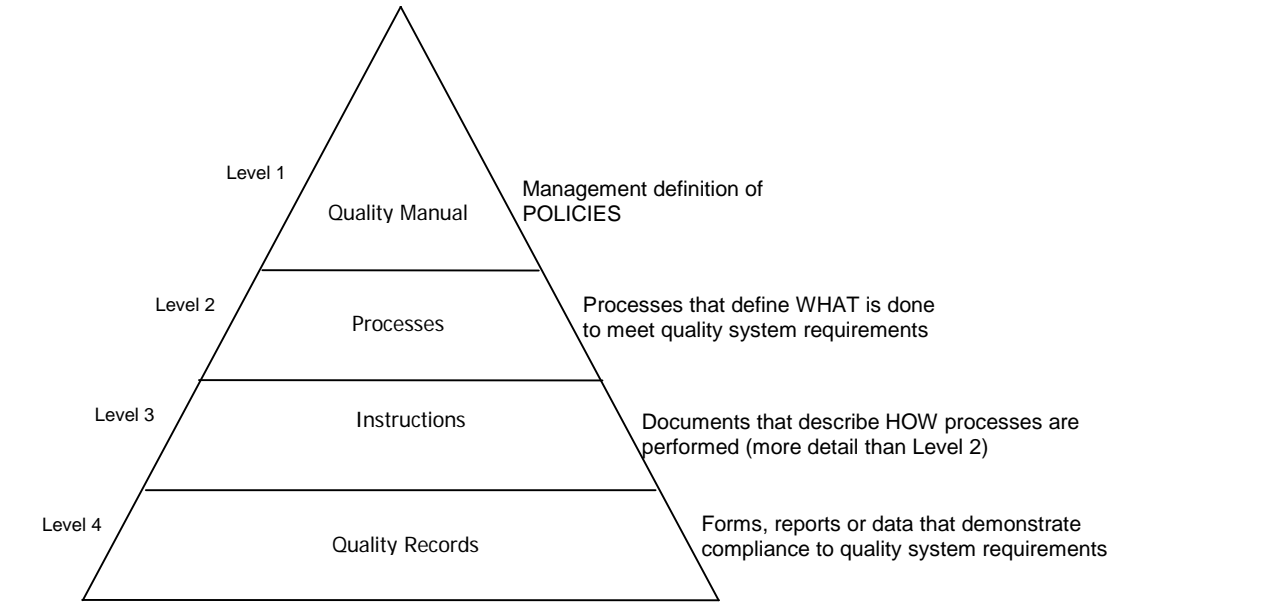 Level 1
Quality Manual
Management definition of
POLICIES
Level 2
Processes
Processes that define WHAT is done
to meet quality system requirements
Level 3
Instructions
Documents that describe HOW processes are
performed (more detail than Level 2)
Level 4
Quality Records
Forms, reports or data that demonstrate
compliance to quality system requirements